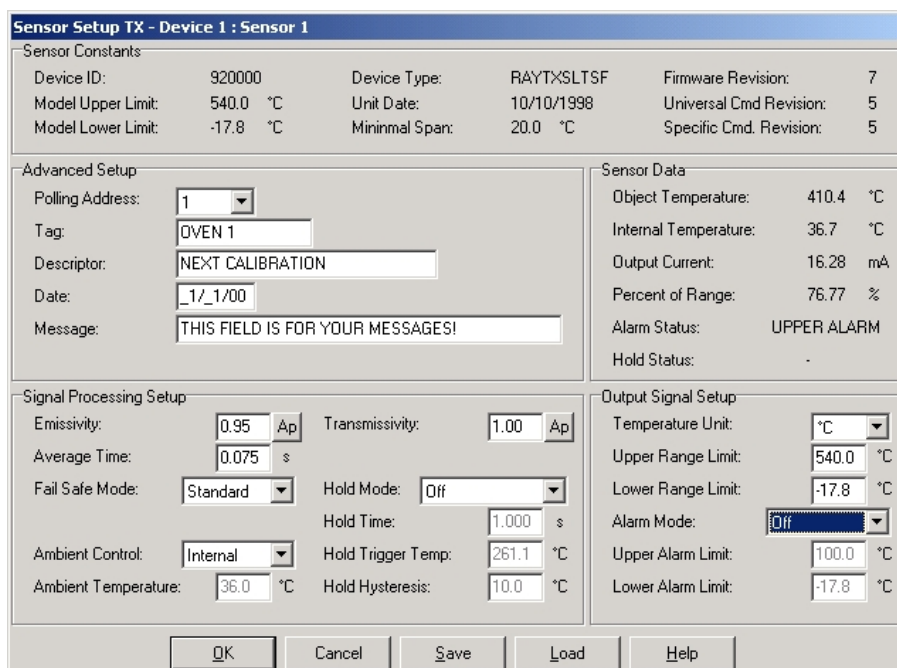 Sensor Setup TX - Device 1 : Sensor 1
Sensor Constants
Device ID: 920000 Device Type: RAYTXSLTSF Firmware Revision: 7
Model Upper Limit: 540.0 °C Unit Date: 10/10/1998 Universal Cmd Revision: 5
Model Lower Limit: -17.8 °C Mininmal Span: 20.0 °C Specific Cmd. Revision: 5
Advanced Setup
Polling Address: 1
Tag: OVEN 1
Descriptor: NEXT CALIBRATION
Date: _1/_1/00
Message: THIS FIELD IS FOR YOUR MESSAGES!
Sensor Data
Object Temperature: 410.4 °C
Internal Temperature: 36.7 °C
Output Current: 16.28 mA
Percent of Range: 76.77 %
Alarm Status: UPPER ALARM
Hold Status: -
Signal Processing Setup
Emissivity: 0.95 Ap Transmissivity: 1.00 Ap
Average Time: 0.075 s
Fail Safe Mode: Standard Hold Mode: Off
Hold Time: 1.000 s
Ambient Control: Internal Hold Trigger Temp: 261.1 °C
Ambient Temperature: 36.0 °C Hold Hysteresis: 10.0 °C
Output Signal Setup
Temperature Unit: °C
Upper Range Limit: 540.0 °C
Lower Range Limit: -17.8 °C
Alarm Mode: Off
Upper Alarm Limit: 100.0 °C
Lower Alarm Limit: -17.8 °C
OK Cancel Save Load Help